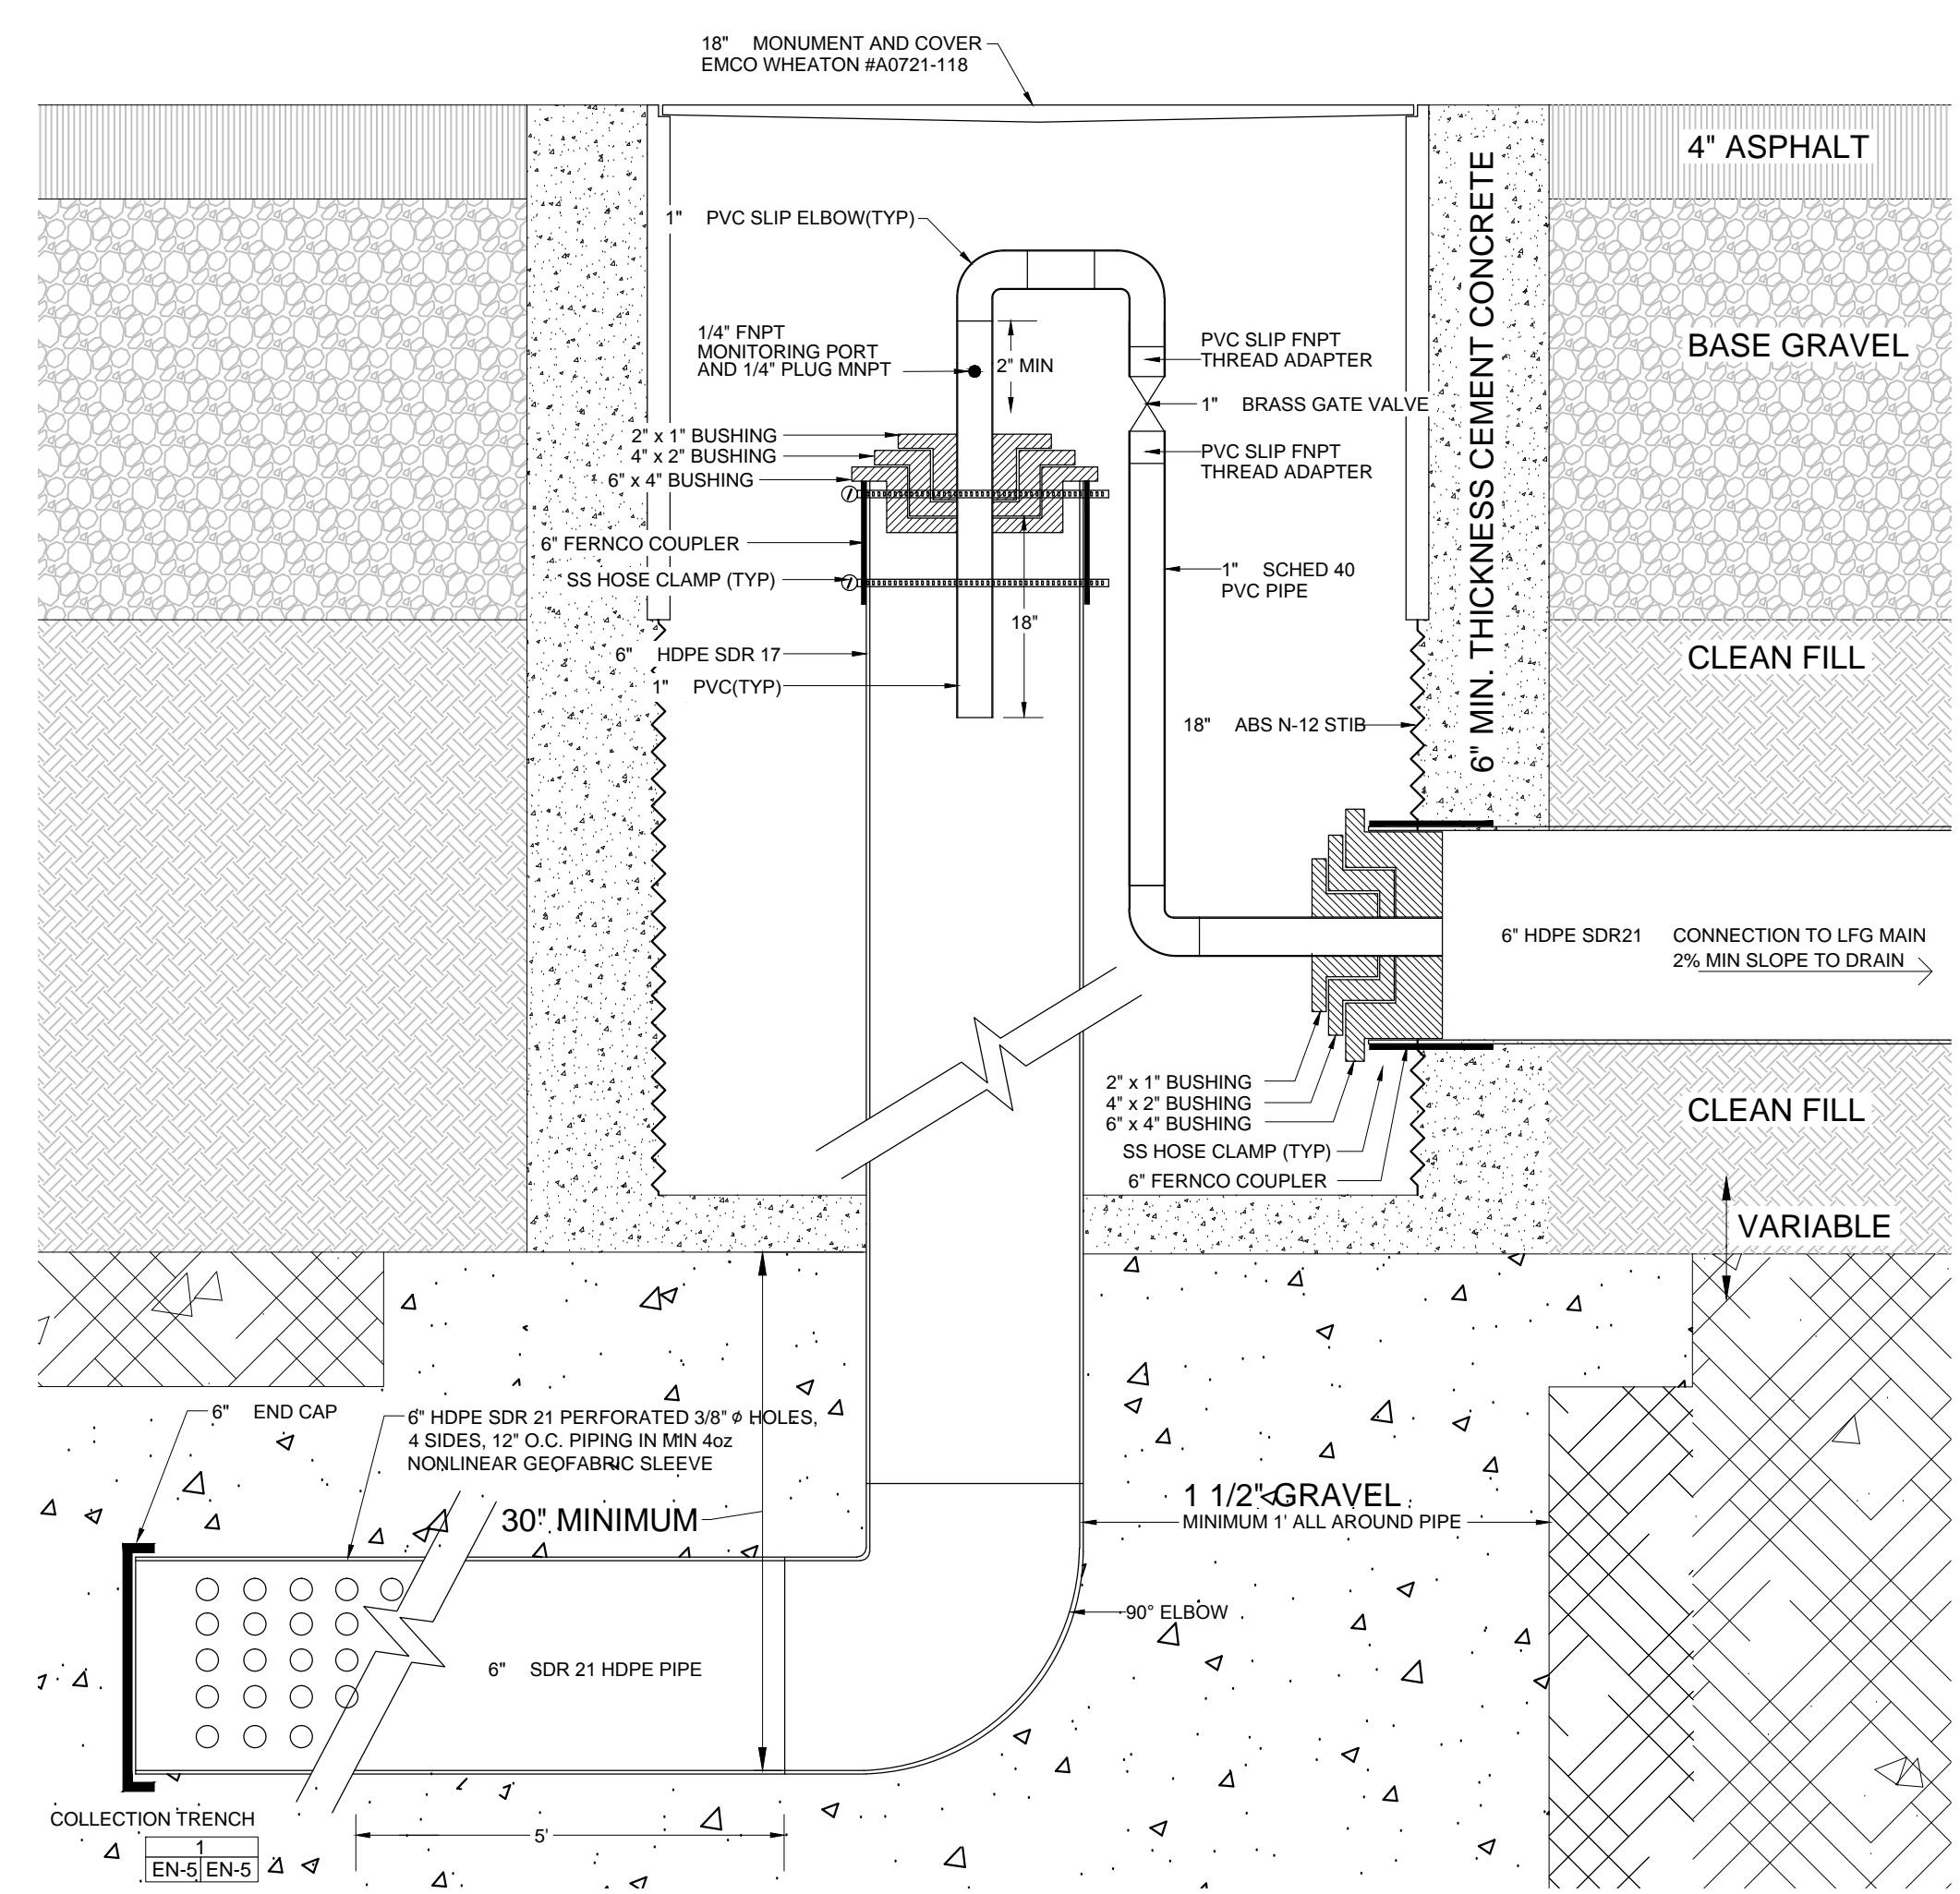 18" MONUMENT AND COVER
EMCO WHEATON #A0721-118
4" ASPHALT
6" MIN. THICKNESS CEMENT CONCRETE
1" PVC SLIP ELBOW(TYP)
1/4" FNPT
MONITORING PORT
AND 1/4" PLUG MNPT
2" MIN
PVC SLIP FNPT
THREAD ADAPTER
BASE GRAVEL
1" BRASS GATE VALVE
2" x 1" BUSHING
4" x 2" BUSHING
6" x 4" BUSHING
PVC SLIP FNPT
THREAD ADAPTER
6" FERNCO COUPLER
SS HOSE CLAMP (TYP)
1" SCHED 40
PVC PIPE
18"
6" HDPE SDR 17
1" PVC(TYP)
CLEAN FILL
18" ABS N-12 STIB
6" HDPE SDR21
CONNECTION TO LFG MAIN
2% MIN SLOPE TO DRAIN
2" x 1" BUSHING
4" x 2" BUSHING
6" x 4" BUSHING
SS HOSE CLAMP (TYP)
6" FERNCO COUPLER
CLEAN FILL
VARIABLE
6" END CAP
6" HDPE SDR 21 PERFORATED 3/8" ⌀ HOLES,
4 SIDES, 12" O.C. PIPING IN MIN 4oz
NONLINEAR GEOFABRIC SLEEVE
30" MINIMUM
1 1/2" GRAVEL
MINIMUM 1' ALL AROUND PIPE
90° ELBOW
6" SDR 21 HDPE PIPE
COLLECTION TRENCH
1
EN-5 EN-5
5'